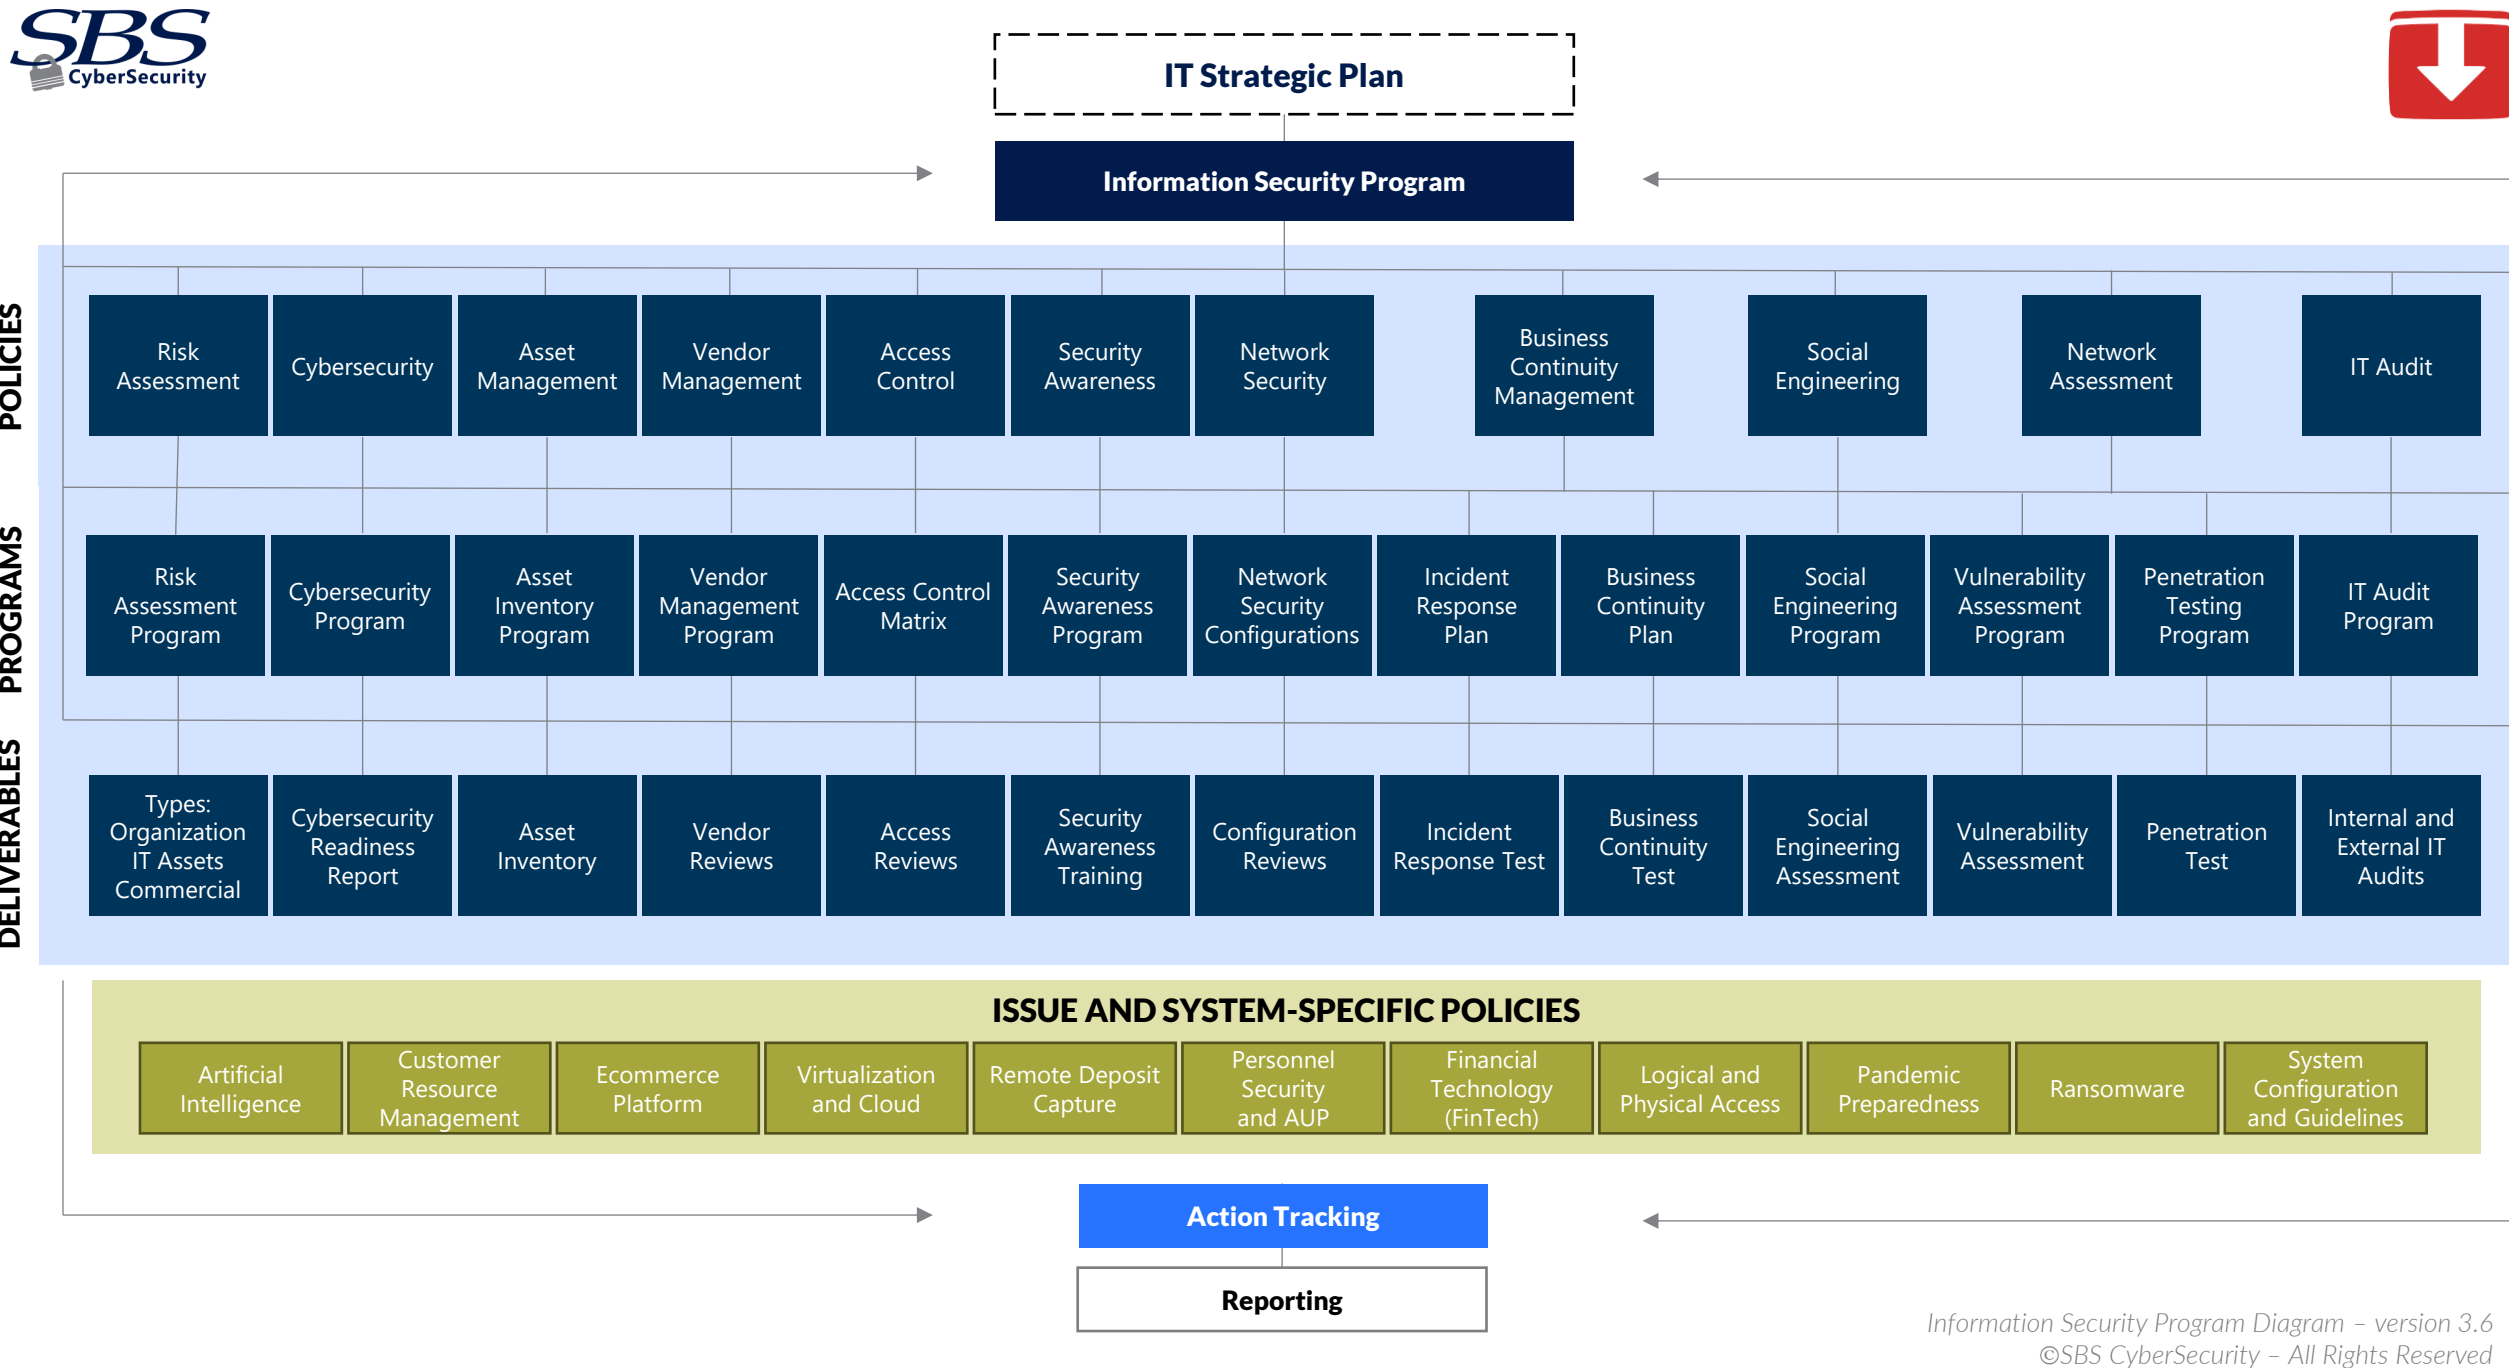 SBS
CyberSecurity
IT Strategic Plan
Information Security Program
POLICIES
Risk
Assessment
Cybersecurity
Asset
Management
Vendor
Management
Access
Control
Security
Awareness
Network
Security
Business
Continuity
Management
Social
Engineering
Network
Assessment
IT Audit
PROGRAMS
Risk
Assessment
Program
Cybersecurity
Program
Asset
Inventory
Program
Vendor
Management
Program
Access Control
Matrix
Security
Awareness
Program
Network
Security
Configurations
Incident
Response
Plan
Business
Continuity
Plan
Social
Engineering
Program
Vulnerability
Assessment
Program
Penetration
Testing
Program
IT Audit
Program
DELIVERABLES
Types:
Organization
IT Assets
Commercial
Cybersecurity
Readiness
Report
Asset
Inventory
Vendor
Reviews
Access
Reviews
Security
Awareness
Training
Configuration
Reviews
Incident
Response Test
Business
Continuity
Test
Social
Engineering
Assessment
Vulnerability
Assessment
Penetration
Test
Internal and
External IT
Audits
ISSUE AND SYSTEM-SPECIFIC POLICIES
Artificial
Intelligence
Customer
Resource
Management
Ecommerce
Platform
Virtualization
and Cloud
Remote Deposit
Capture
Personnel
Security
and AUP
Financial
Technology
(FinTech)
Logical and
Physical Access
Pandemic
Preparedness
Ransomware
System
Configuration
and Guidelines
Action Tracking
Reporting
Information Security Program Diagram – version 3.6
©SBS CyberSecurity – All Rights Reserved